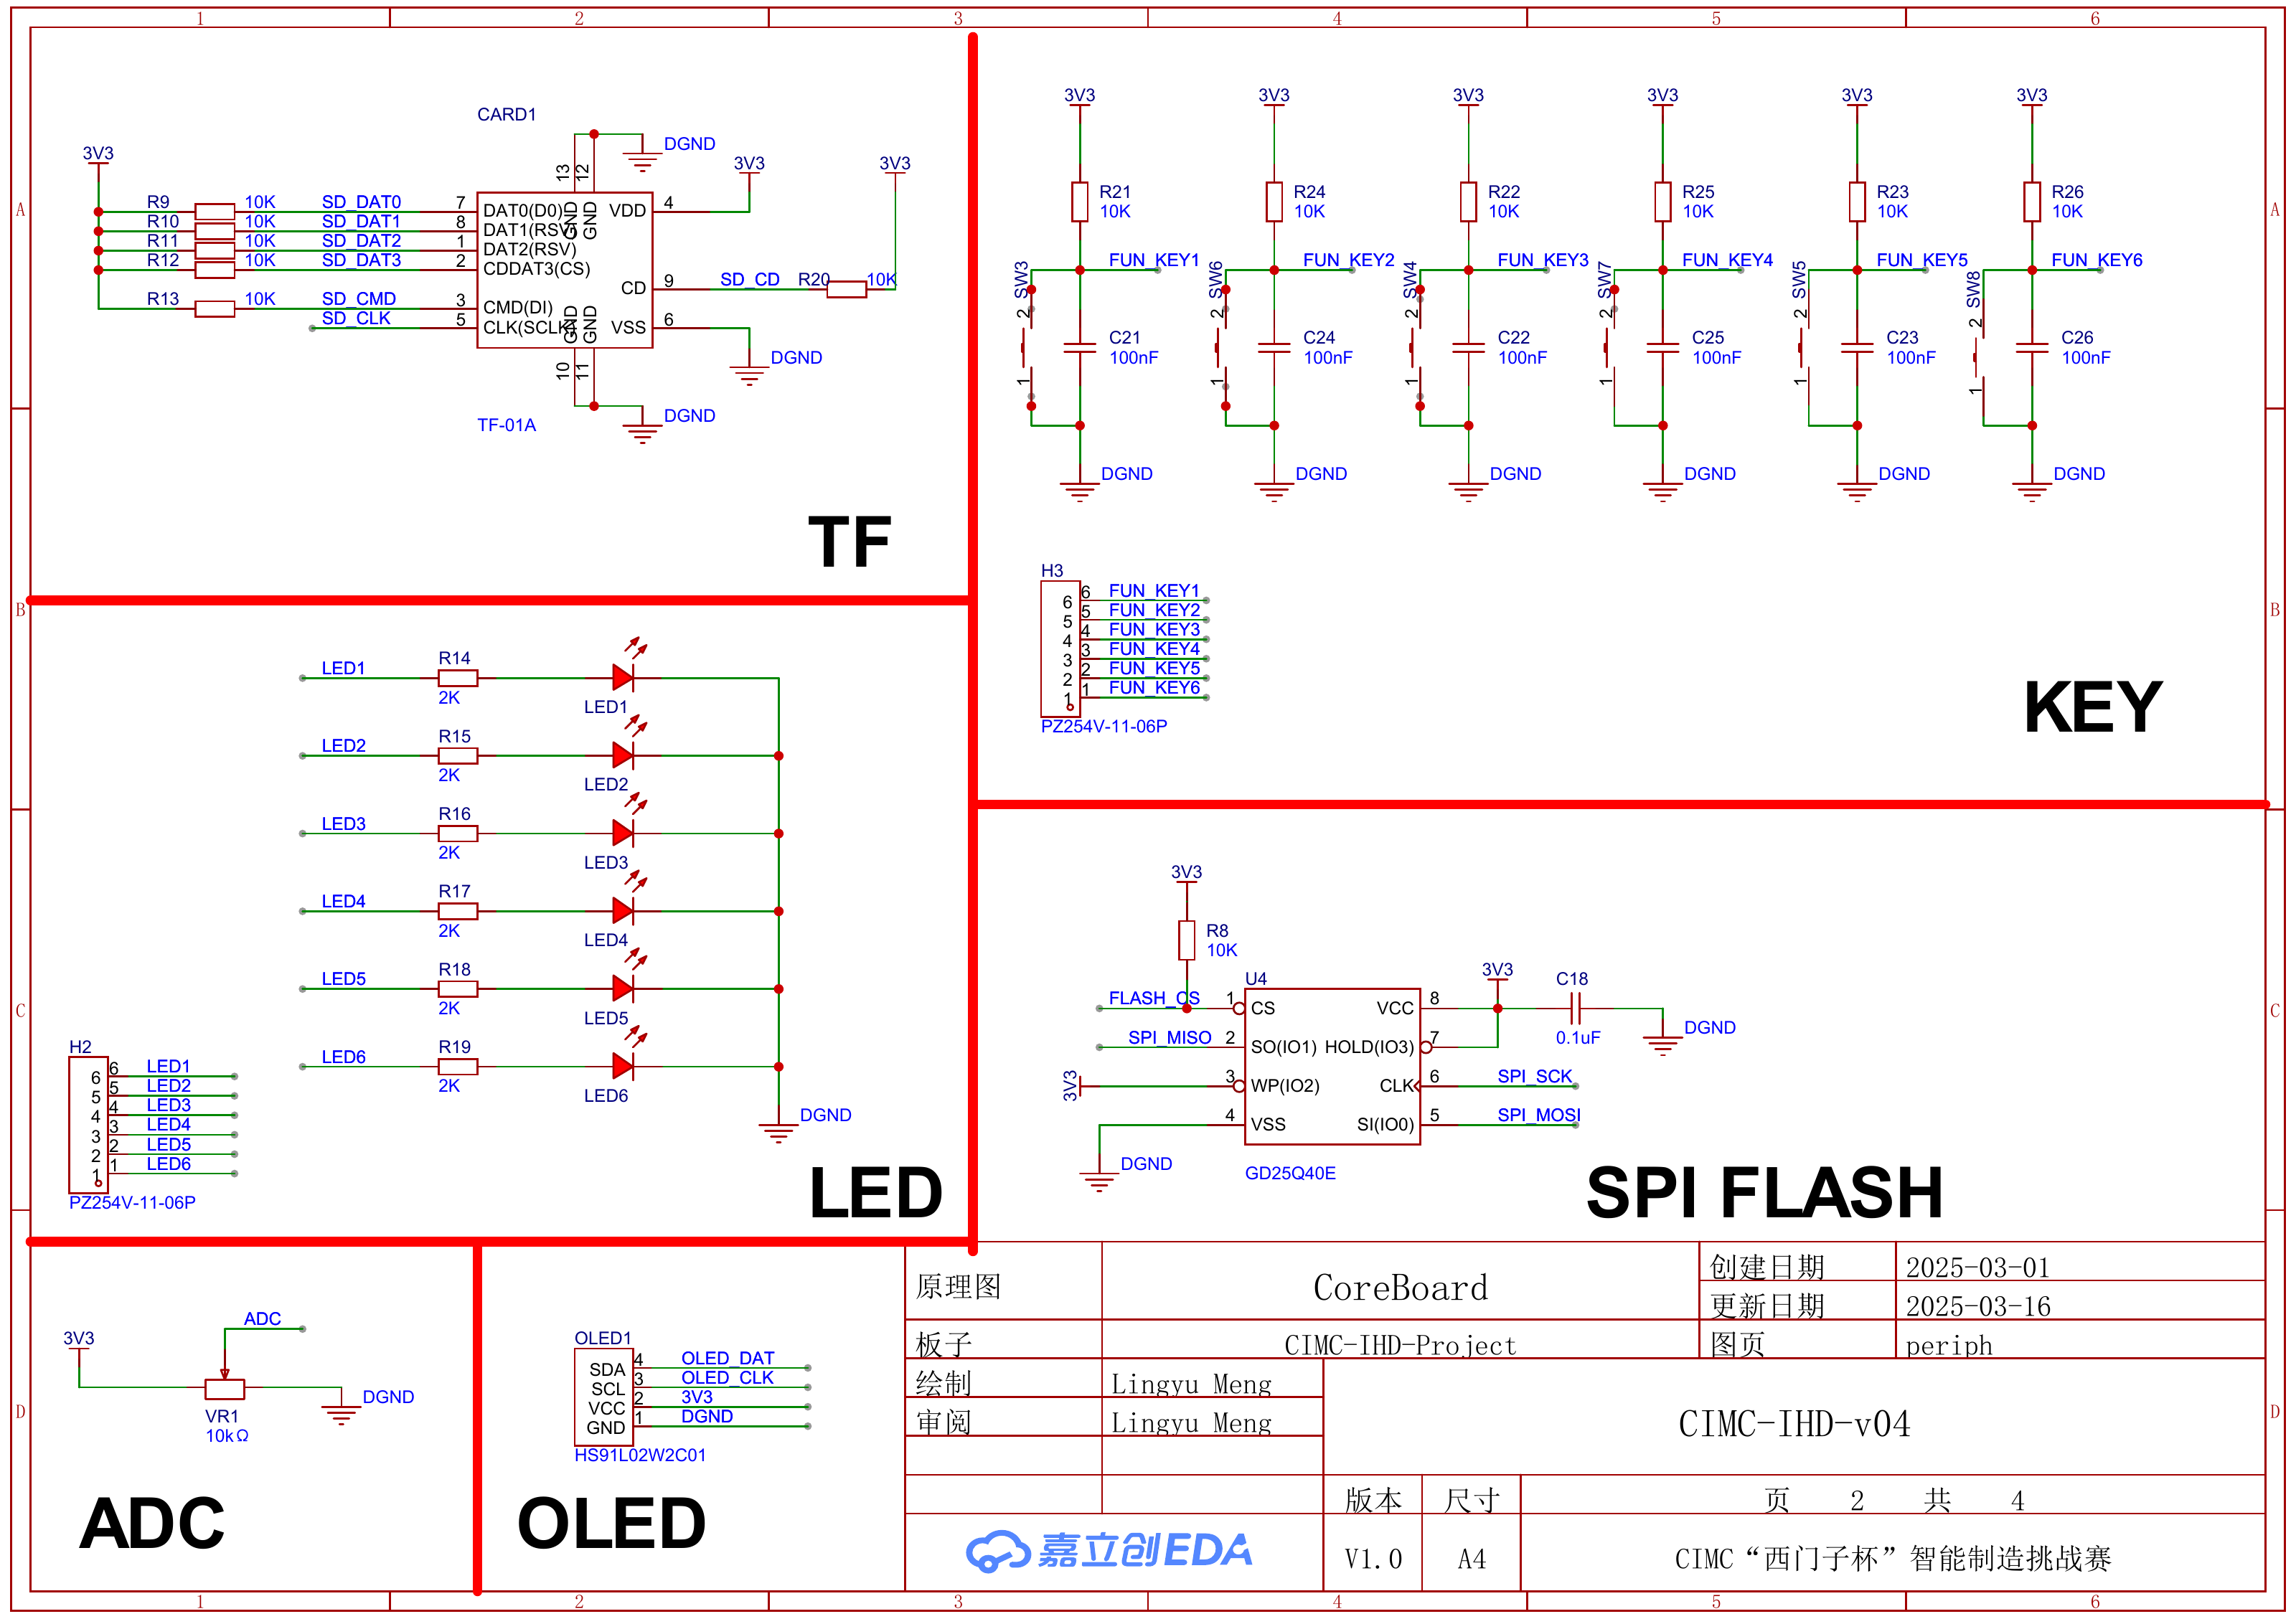 1 2 3 4 5 6
A
B
C
D
A
B
C
D
1 2 3 4 5 6
CARD1
3V3
R9 10K SD_DAT0 7 DAT0(D0)
R10 10K SD_DAT1 8 DAT1(RSV)
R11 10K SD_DAT2 1 DAT2(RSV)
R12 10K SD_DAT3 2 CDDAT3(CS)
R13 10K SD_CMD 3 CMD(DI)
SD_CLK 5 CLK(SCLK)
13 GND
12 GND
DGND
VDD 4 3V3
CD 9 SD_CD R20 10K 3V3
VSS 6 DGND
10 GND
11 GND
DGND
TF-01A
TF
3V3 3V3 3V3 3V3 3V3 3V3
R21 R24 R22 R25 R23 R26
10K 10K 10K 10K 10K 10K
FUN_KEY1 FUN_KEY2 FUN_KEY3 FUN_KEY4 FUN_KEY5 FUN_KEY6
SW3 SW6 SW4 SW7 SW5 SW8
2 2 2 2 2 2
C21 C24 C22 C25 C23 C26
100nF 100nF 100nF 100nF 100nF 100nF
1 1 1 1 1 1
DGND DGND DGND DGND DGND DGND
H3
6 6 FUN_KEY1
5 5 FUN_KEY2
4 4 FUN_KEY3
3 3 FUN_KEY4
2 2 FUN_KEY5
1 1 FUN_KEY6
PZ254V-11-06P
KEY
LED1 R14 2K LED1
LED2 R15 2K LED2
LED3 R16 2K LED3
LED4 R17 2K LED4
LED5 R18 2K LED5
LED6 R19 2K LED6
DGND
H2
6 6 LED1
5 5 LED2
4 4 LED3
3 3 LED4
2 2 LED5
1 1 LED6
PZ254V-11-06P
LED
3V3
R8
10K
U4
FLASH_CS 1 CS
SPI_MISO 2 SO(IO1)
3V3 3 WP(IO2)
4 VSS
DGND
VCC 8 3V3 C18 0.1uF DGND
HOLD(IO3) 7
CLK 6 SPI_SCK
SI(IO0) 5 SPI_MOSI
GD25Q40E
SPI FLASH
ADC
3V3
DGND
VR1
10kΩ
ADC
OLED1
SDA 4 OLED_DAT
SCL 3 OLED_CLK
VCC 2 3V3
GND 1 DGND
HS91L02W2C01
OLED
原理图 CoreBoard 创建日期 2025-03-01
更新日期 2025-03-16
板子 CIMC-IHD-Project 图页 periph
绘制 Lingyu Meng
审阅 Lingyu Meng
CIMC-IHD-v04
版本 尺寸 页 2 共 4
嘉立创EDA V1.0 A4 CIMC“西门子杯”智能制造挑战赛